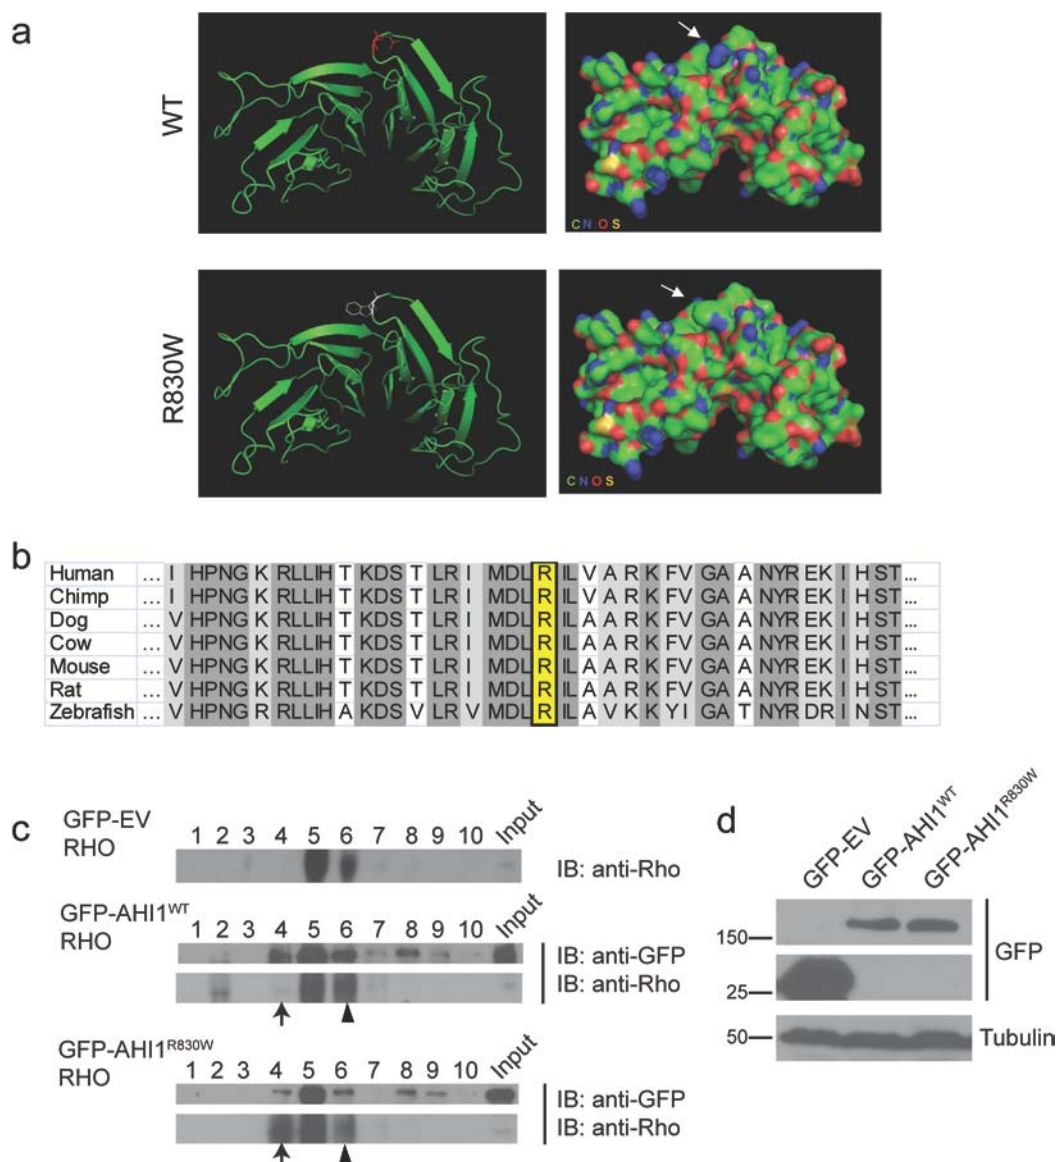 a
WT
C N O S
R830W
C N O S
b
Human ... I HPNG K RLLIH T KDS T LR I MDL R IL V A R K FV GA A NYR EK I H ST ...
Chimp ... I HPNG K RLLIH T KDS T LR I MDL R IL V A R K FV GA A NYR EK I H ST ...
Dog ... V HPNG K RLLIH T KDS T LR I MDL R IL A A R K FV GA A NYR EK I H ST ...
Cow ... V HPNG K RLLIH T KDS T LR I MDL R IL A A R K FV GA A NYR EK I H ST ...
Mouse ... V HPNG K RLLIH T KDS T LR I MDL R IL A A R K FV GA A NYR EK I H ST ...
Rat ... V HPNG K RLLIH T KDS T LR I MDL R IL A A R K FV GA A NYR EK I H ST ...
Zebrafish ... V HPNG R RLLIH A KDS V LR V MDL R IL A V K K YI GA T NYR DR I N ST ...
c
GFP-EV
RHO
1 2 3 4 5 6 7 8 9 10 Input
IB: anti-Rho
GFP-AHI1WT
RHO
1 2 3 4 5 6 7 8 9 10 Input
IB: anti-GFP
IB: anti-Rho
GFP-AHI1R830W
RHO
1 2 3 4 5 6 7 8 9 10 Input
IB: anti-GFP
IB: anti-Rho
d
GFP-EV
GFP-AHI1WT
GFP-AHI1R830W
150
GFP
25
50
Tubulin